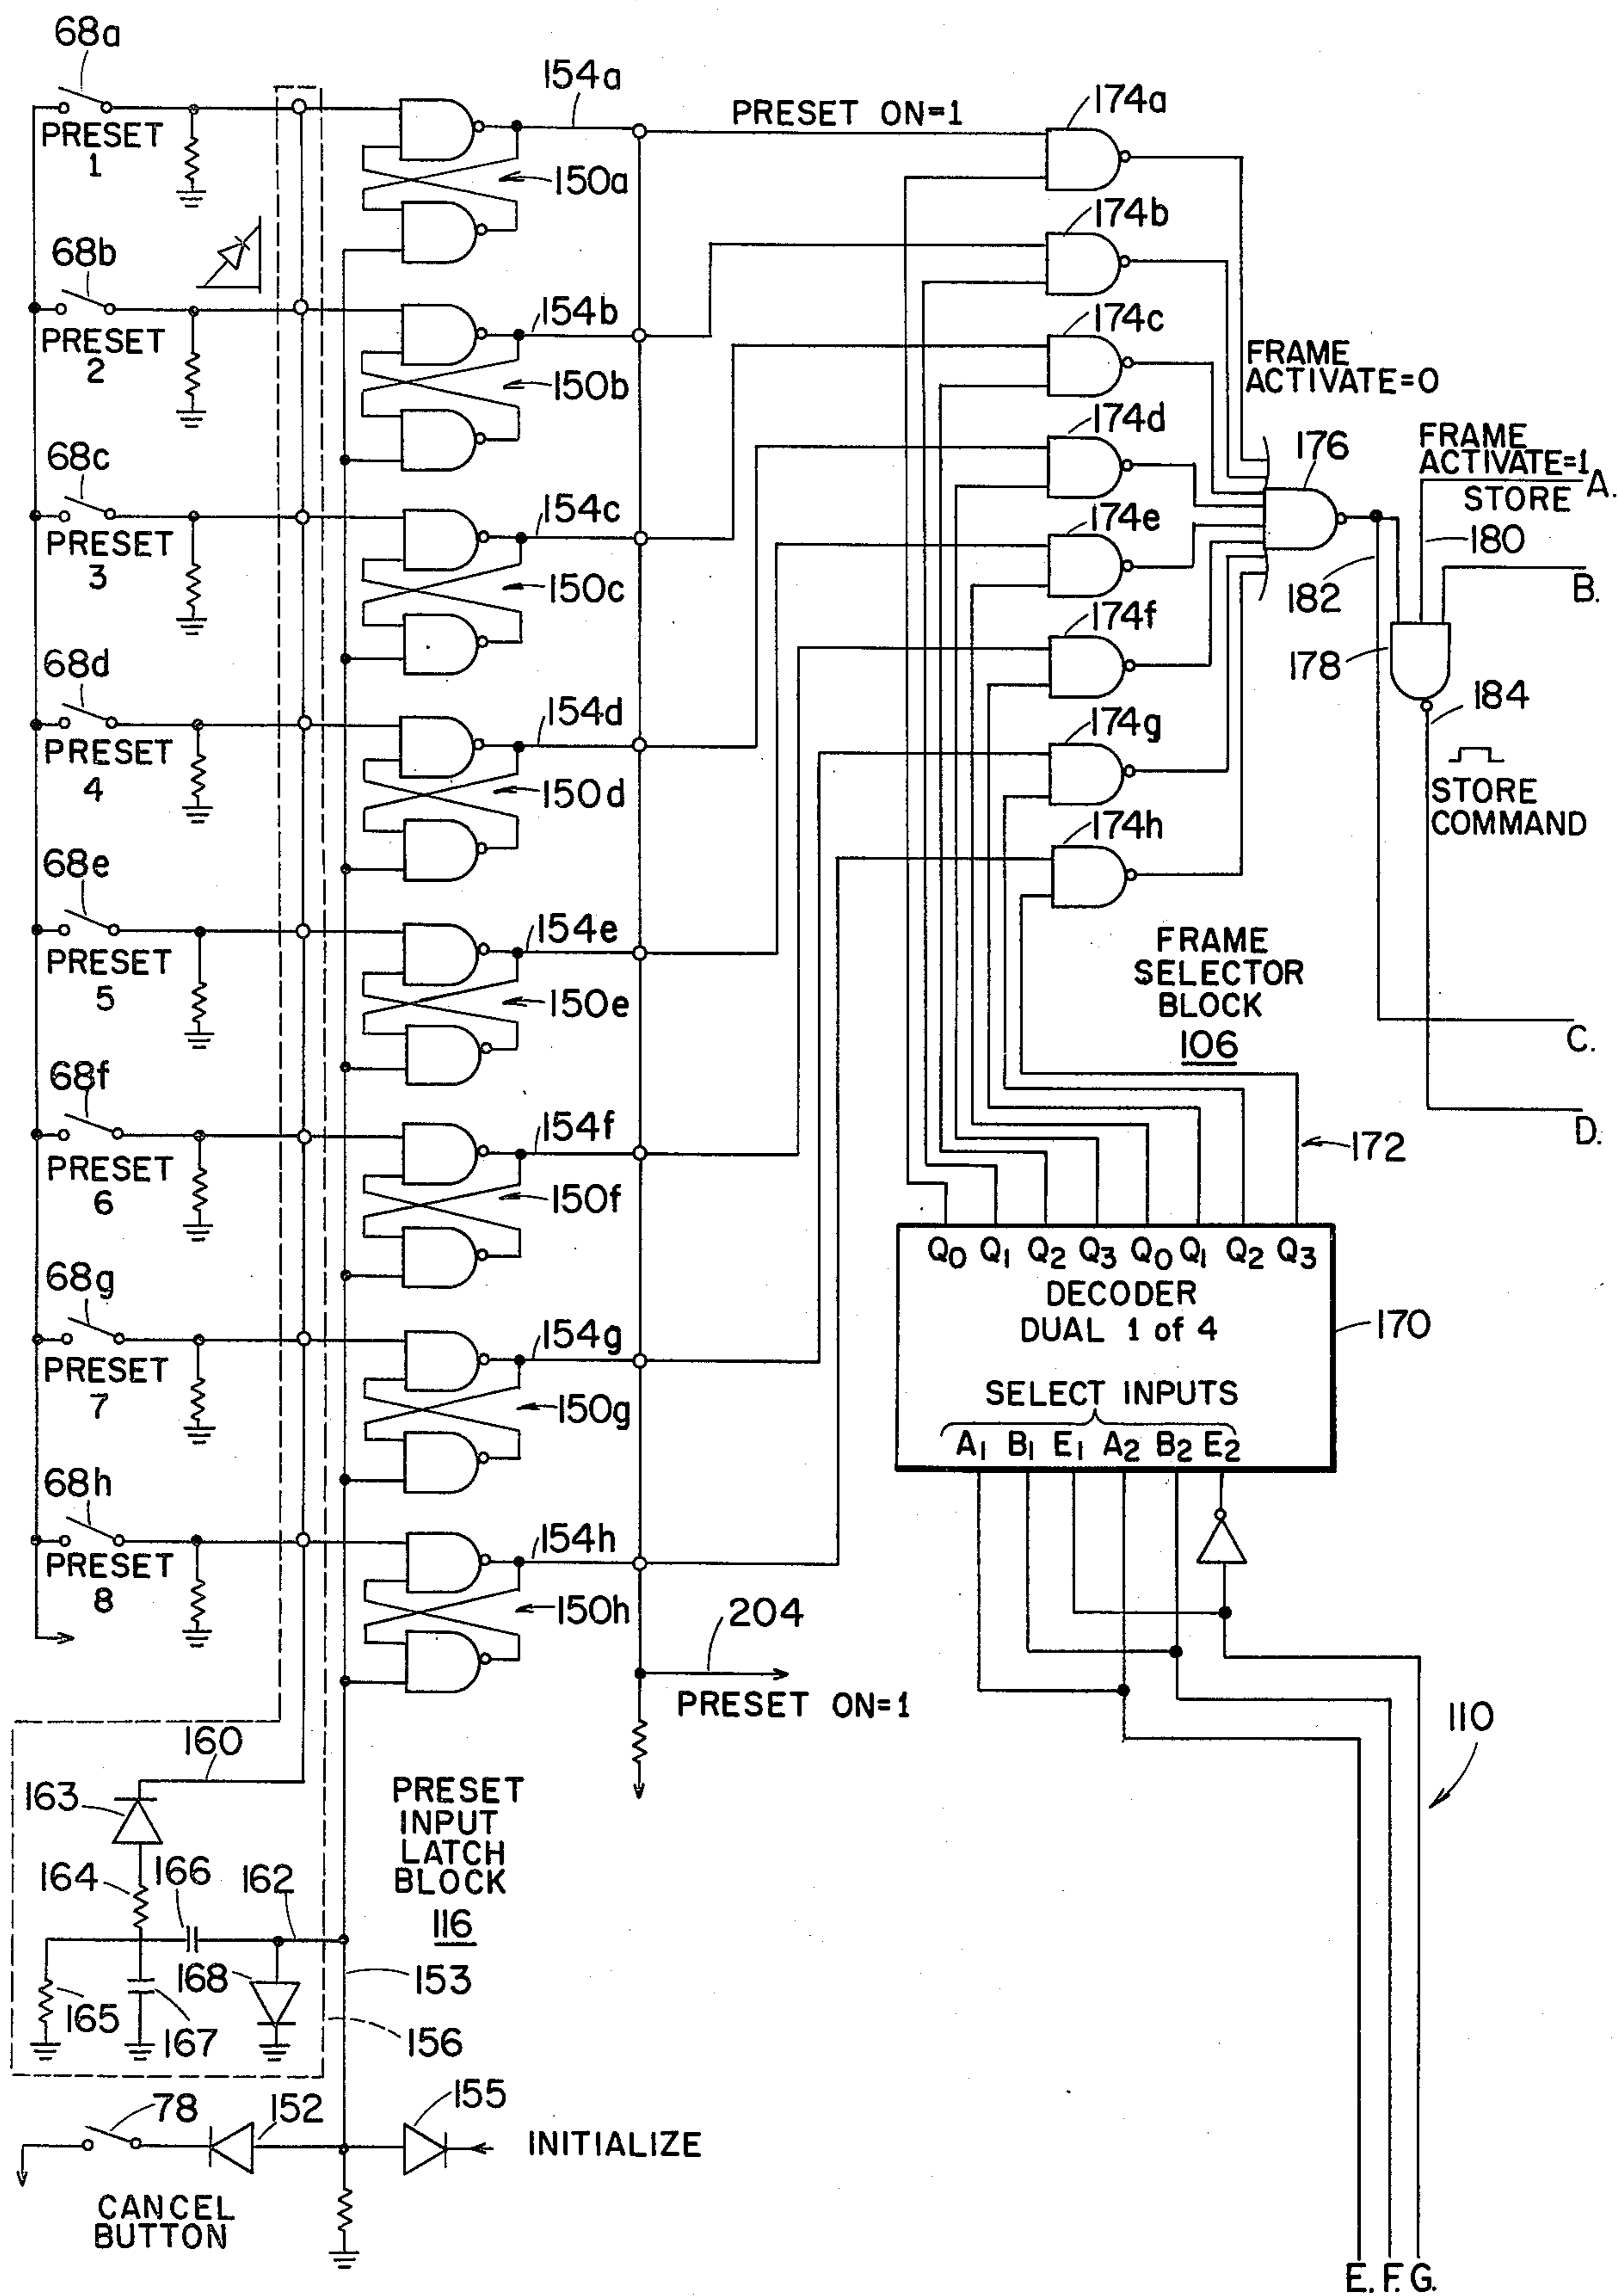 68a
PRESET
1
154a
PRESET ON=1
174a
150a
68b
PRESET
2
154b
174b
150b
174c
FRAME
ACTIVATE=0
68c
PRESET
3
154c
174d
176
FRAME
ACTIVATE=1
A.
STORE
180
174e
150c
182
B.
68d
PRESET
4
154d
174f
178
184
174g
150d
STORE
COMMAND
174h
68e
PRESET
5
154e
150e
FRAME
SELECTOR
BLOCK
106
C.
68f
PRESET
6
154f
150f
D.
172
68g
PRESET
7
154g
150g
Q0 Q1 Q2 Q3 Q0 Q1 Q2 Q3
DECODER
DUAL 1 of 4
170
SELECT INPUTS
A1 B1 E1 A2 B2 E2
68h
PRESET
8
154h
150h
204
PRESET ON=1
110
160
163
PRESET
INPUT
LATCH
BLOCK
116
164
166
162
165
167
168
153
156
78
152
155
INITIALIZE
CANCEL
BUTTON
E. F. G.